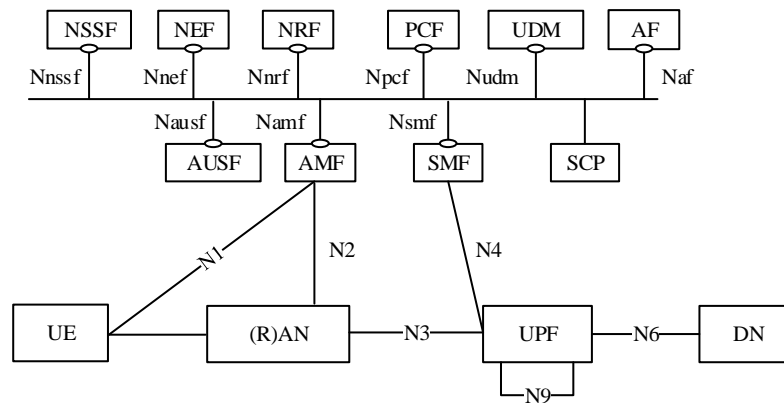 NSSF NEF NRF PCF UDM AF
Nnssf Nnef Nnrf Npcf Nudm Naf
Nausf Namf Nsmf
AUSF AMF SMF SCP
N1 N2 N4
UE (R)AN N3 UPF N6 DN
N9